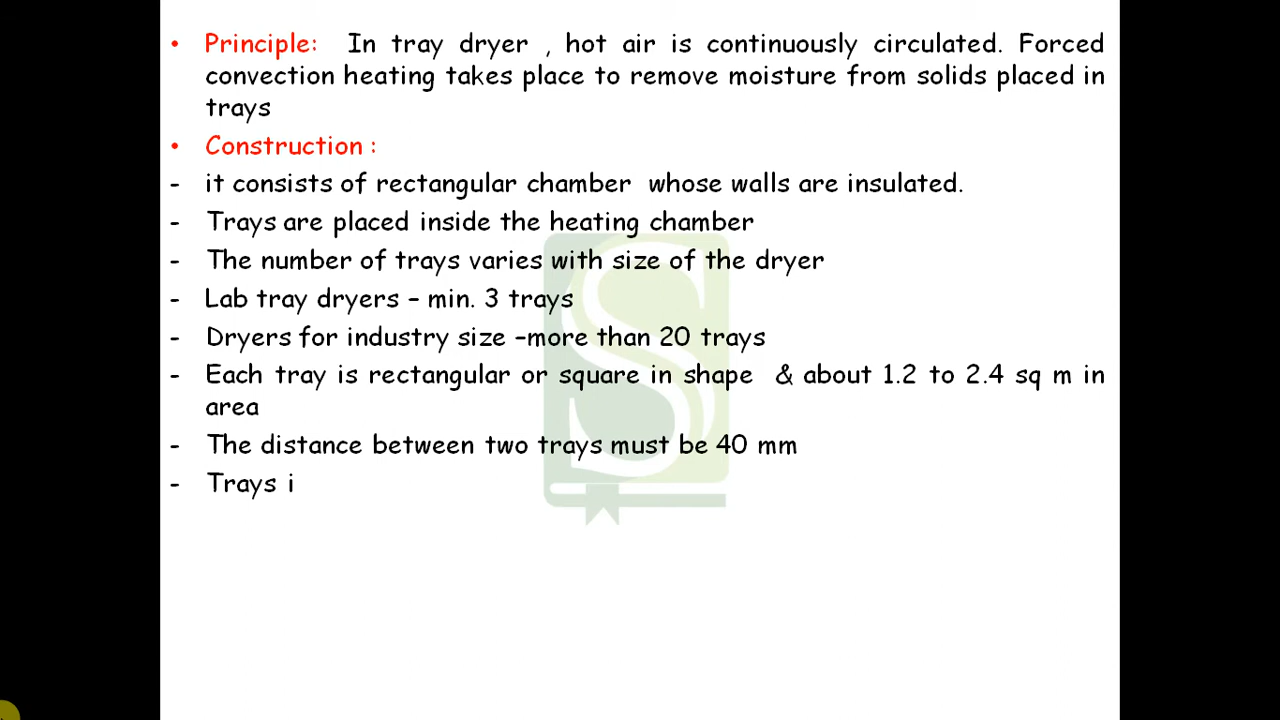 • Principle: In tray dryer , hot air is continuously circulated. Forced
convection heating takes place to remove moisture from solids placed in
trays
• Construction :
- it consists of rectangular chamber whose walls are insulated.
- Trays are placed inside the heating chamber
- The number of trays varies with size of the dryer
- Lab tray dryers – min. 3 trays
- Dryers for industry size –more than 20 trays
- Each tray is rectangular or square in shape & about 1.2 to 2.4 sq m in
area
- The distance between two trays must be 40 mm
- Trays i